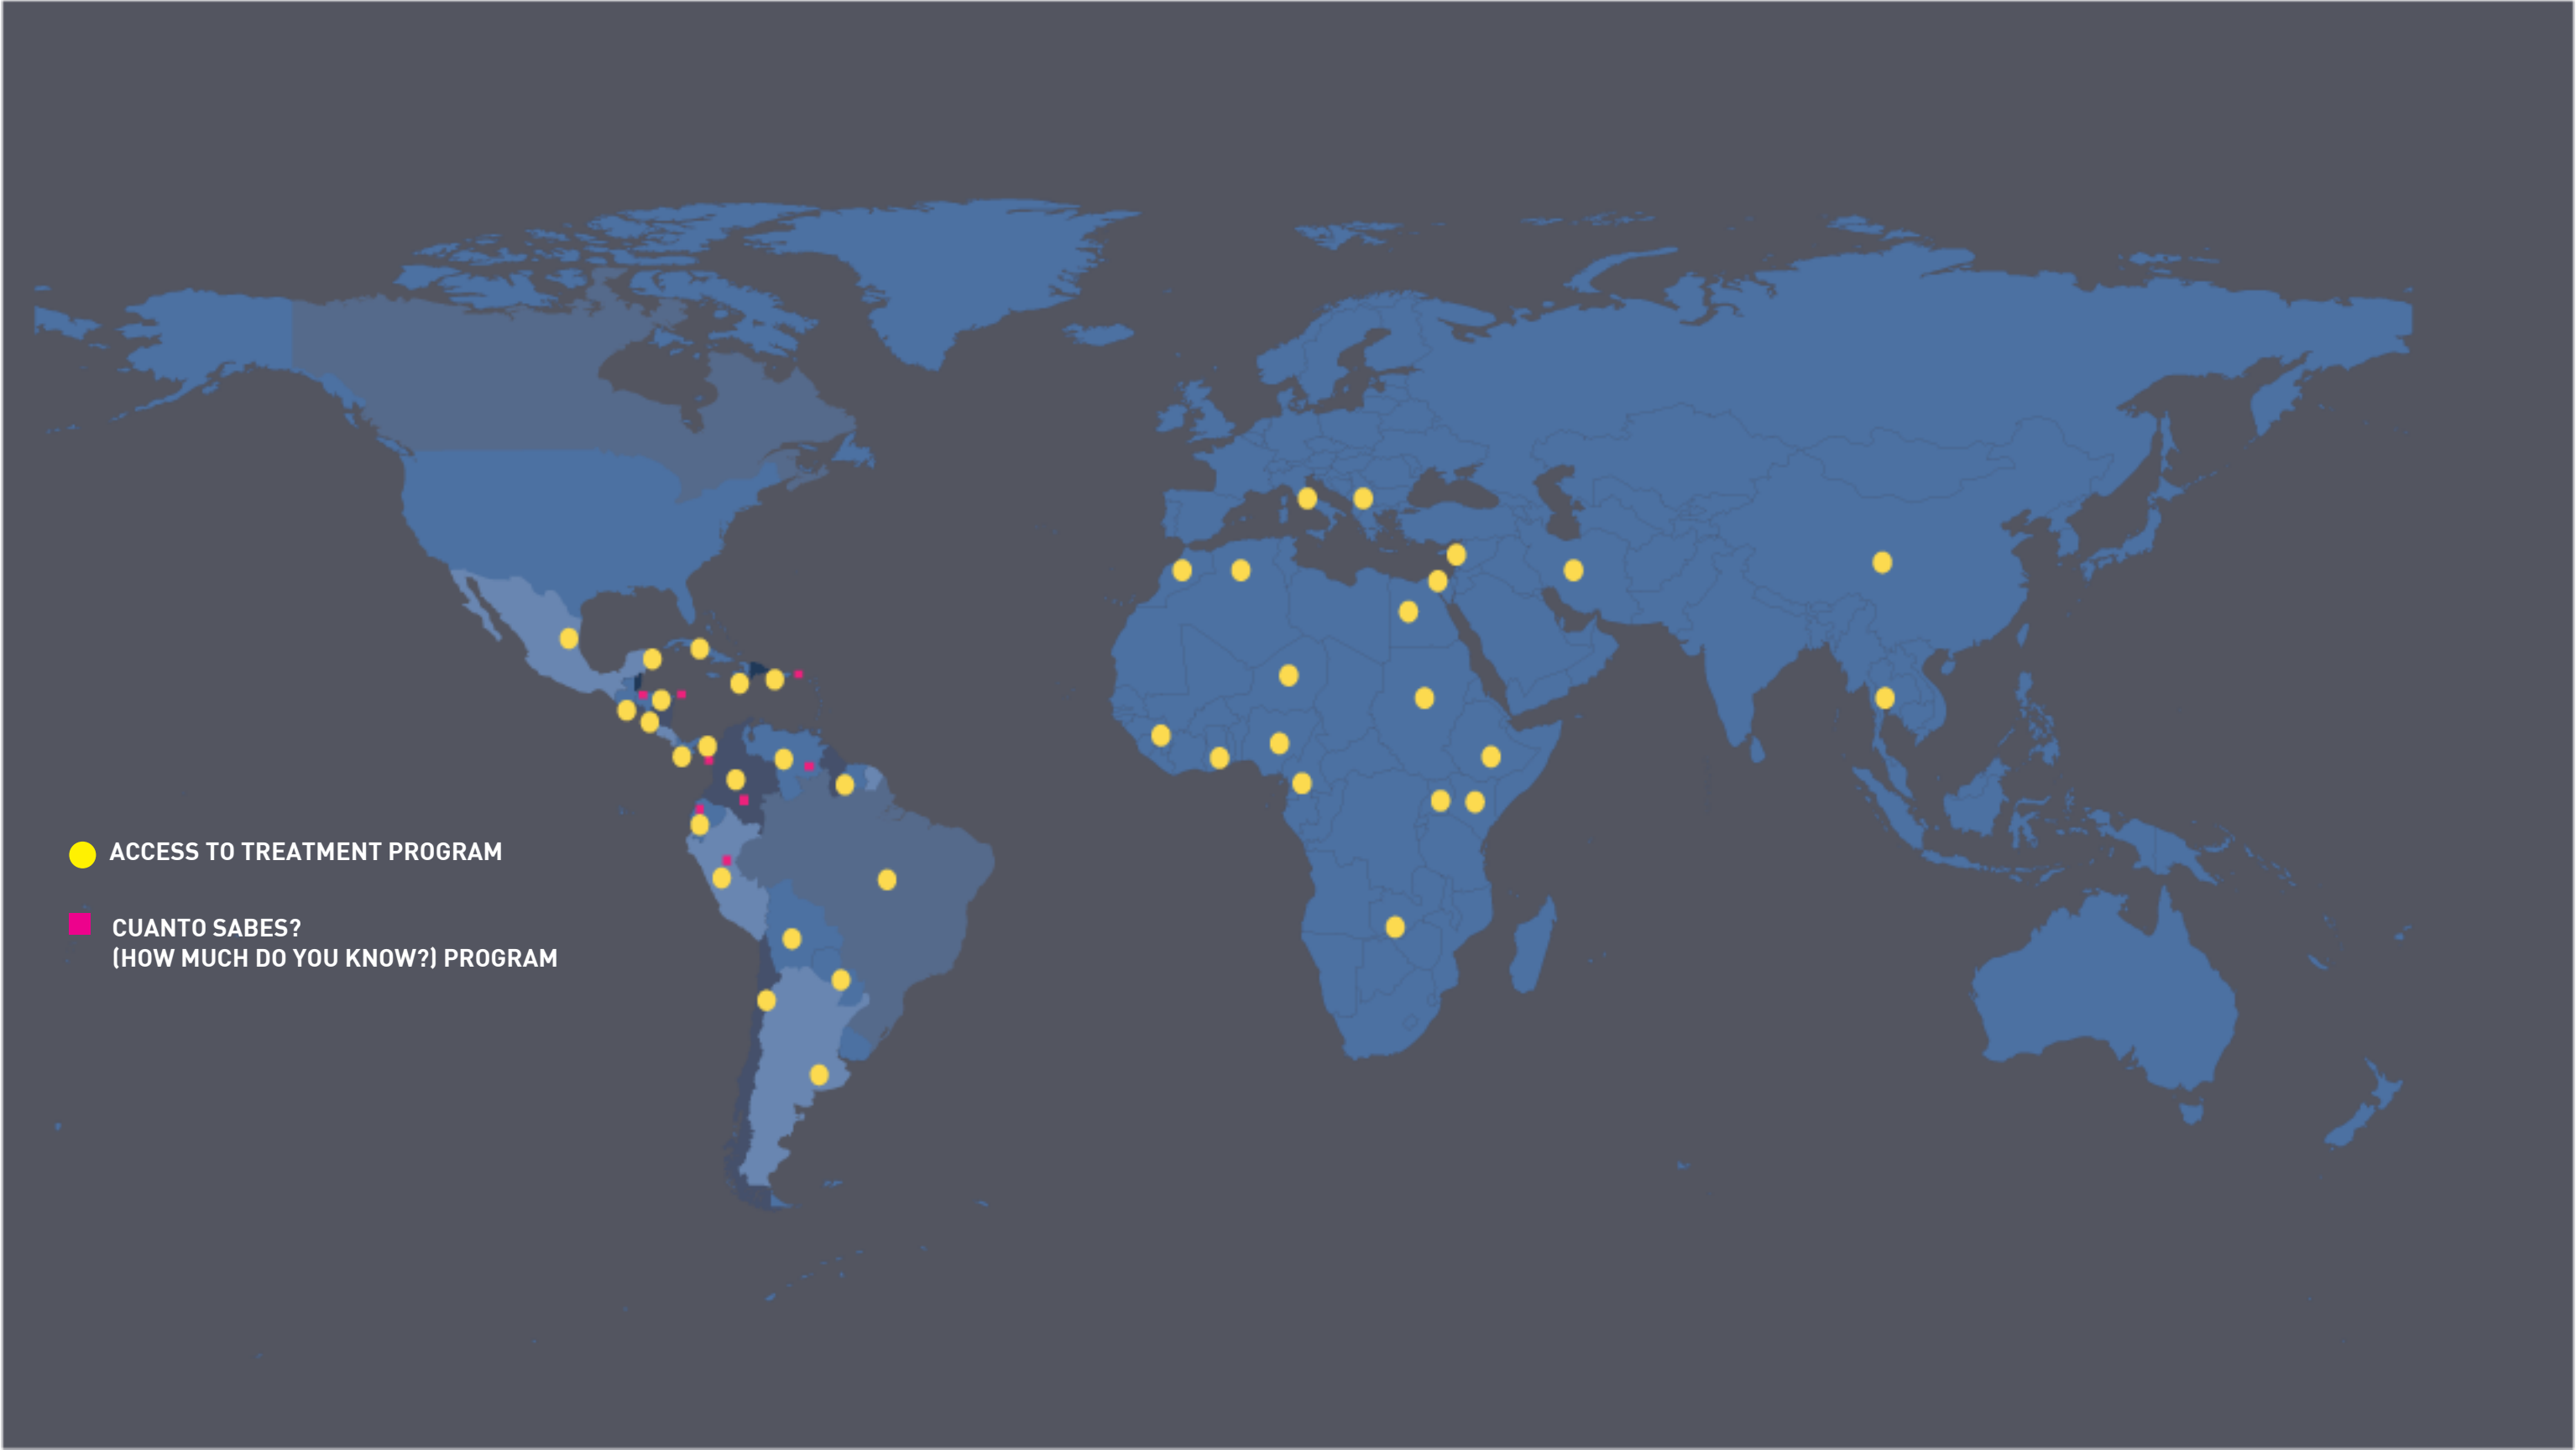 ACCESS TO TREATMENT PROGRAM
CUANTO SABES?
(HOW MUCH DO YOU KNOW?) PROGRAM